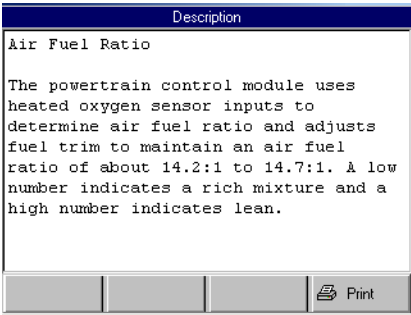 Description
Air Fuel Ratio
The powertrain control module uses
heated oxygen sensor inputs to
determine air fuel ratio and adjusts
fuel trim to maintain an air fuel
ratio of about 14.2:1 to 14.7:1. A low
number indicates a rich mixture and a
high number indicates lean.
Print